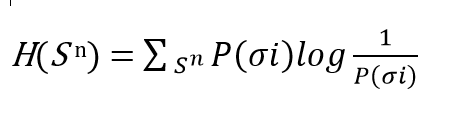 H(Sⁿ) = ∑ Sⁿ P(σi)log 1/P(σi)